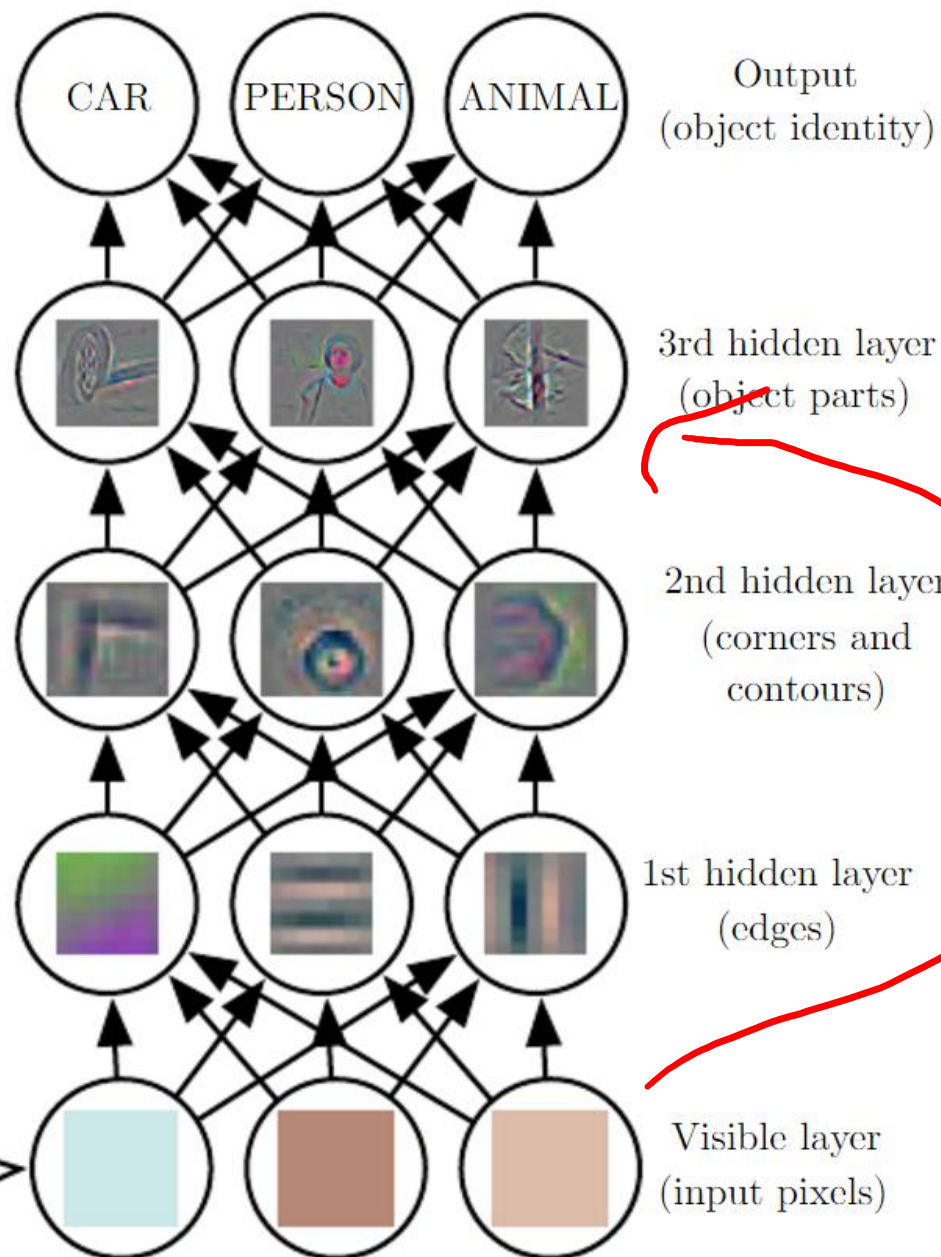 CAR PERSON ANIMAL
Output
(object identity)
3rd hidden layer
(object parts)
2nd hidden layer
(corners and
contours)
1st hidden layer
(edges)
Visible layer
(input pixels)